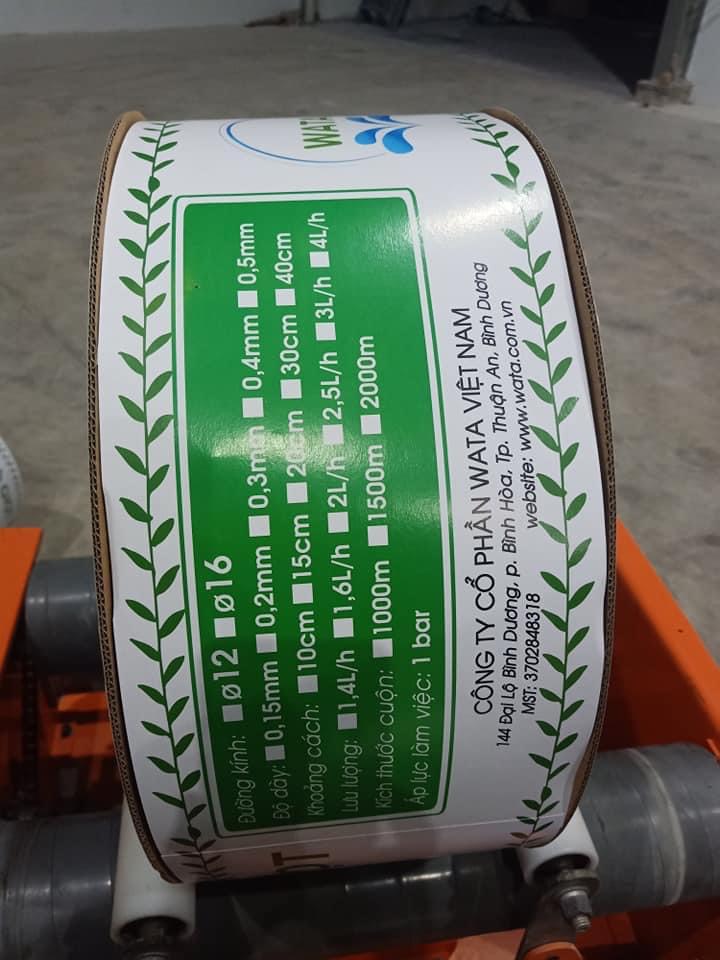 WATA
Đường kính: ø12 ø16
Độ dày: 0,15mm 0,2mm 0,3mm 0,4mm 0,5mm
Khoảng cách: 10cm 15cm 20cm 30cm 40cm
Lưu lượng: 1,4L/h 1,6L/h 2L/h 2,5L/h 3L/h 4L/h
Kích thước cuộn: 1000m 1500m 2000m
Áp lực làm việc: 1 bar
CÔNG TY CỔ PHẦN WATA VIỆT NAM
144 Đại Lộ Bình Dương, p. Bình Hòa, Tp. Thuận An, Bình Dương
MST: 3702848318 website: www.wata.com.vn